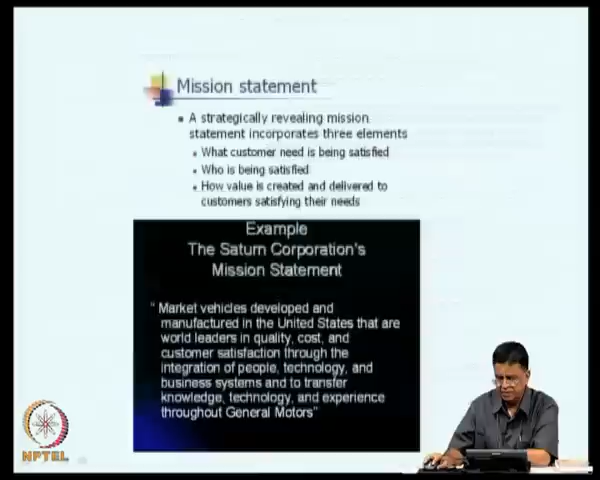 Mission statement
A strategically revealing mission
statement incorporates three elements
What customer need is being satisfied
Who is being satisfied
How value is created and delivered to
customers satisfying their needs
Example
The Saturn Corporation's
Mission Statement
“ Market vehicles developed and
manufactured in the United States that are
world leaders in quality, cost, and
customer satisfaction through the
integration of people, technology, and
business systems and to transfer
knowledge, technology, and experience
throughout General Motors”
NPTEL